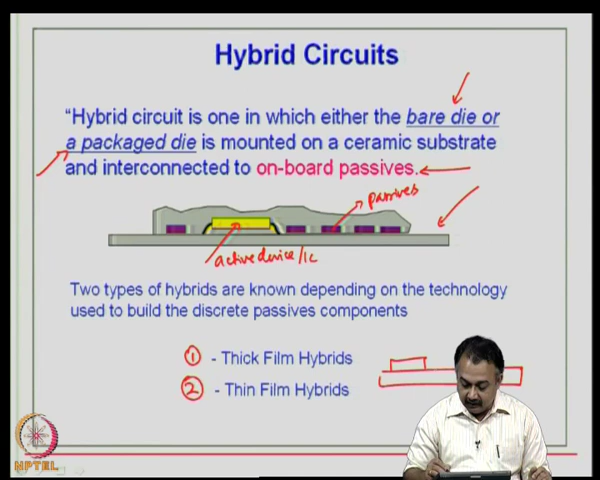 Hybrid Circuits
"Hybrid circuit is one in which either the bare die or
a packaged die is mounted on a ceramic substrate
and interconnected to on-board passives.
passives
active device/IC
Two types of hybrids are known depending on the technology
used to build the discrete passives components
① - Thick Film Hybrids
② - Thin Film Hybrids
NPTEL